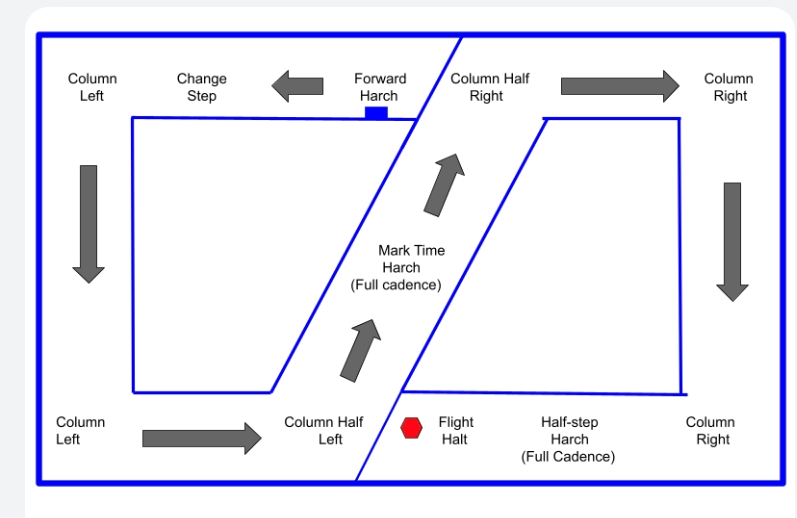 Column
Left
Change
Step
Forward
Harch
Column Half
Right
Column
Right
Mark Time
Harch
(Full cadence)
Column
Left
Column Half
Left
Flight
Halt
Half-step
Harch
(Full Cadence)
Column
Right